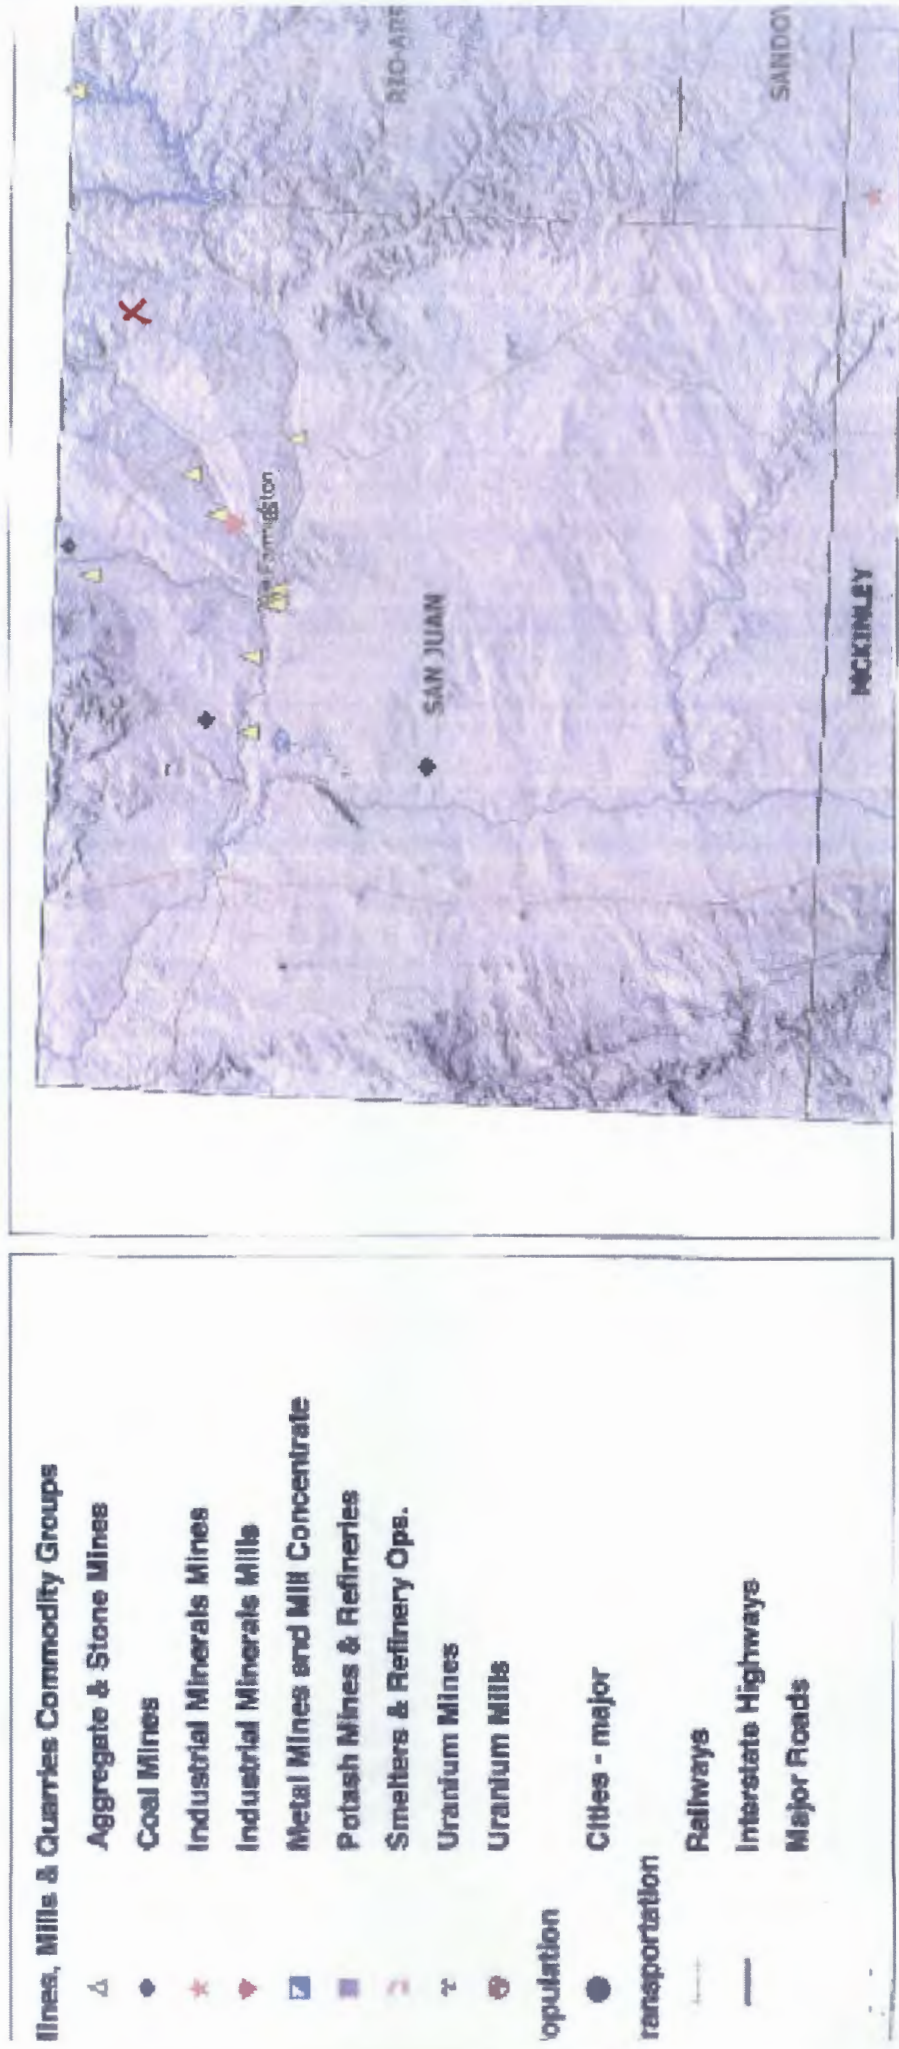 RIO ARR
SANDOV
Farmington
SAN JUAN
MCKINLEY
lines, Mills & Quarries Commodity Groups
Aggregate & Stone Mines
Coal Mines
Industrial Minerals Mines
Industrial Minerals Mills
Metal Mines and Mill Concentrate
Potash Mines & Refineries
Smelters & Refinery Ops.
Uranium Mines
Uranium Mills
opulation
Cities - major
ransportation
Railways
Interstate Highways
Major Roads